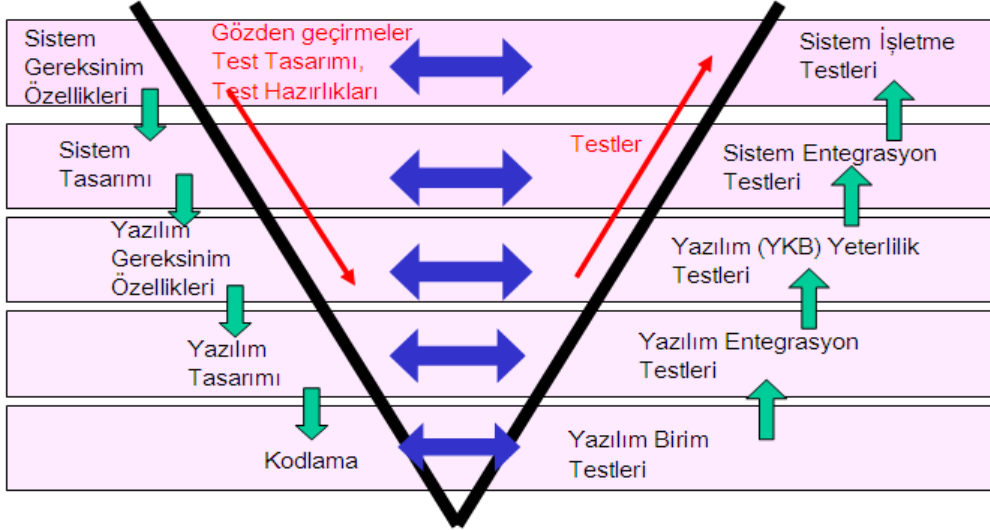 Sistem
Gereksinim
Özellikleri
Gözden geçirmeler
Test Tasarımı,
Test Hazırlıkları
Sistem İşletme
Testleri
Sistem
Tasarımı
Testler
Sistem Entegrasyon
Testleri
Yazılım
Gereksinim
Özellikleri
Yazılım (YKB) Yeterlilik
Testleri
Yazılım
Tasarımı
Yazılım Entegrasyon
Testleri
Kodlama
Yazılım Birim
Testleri